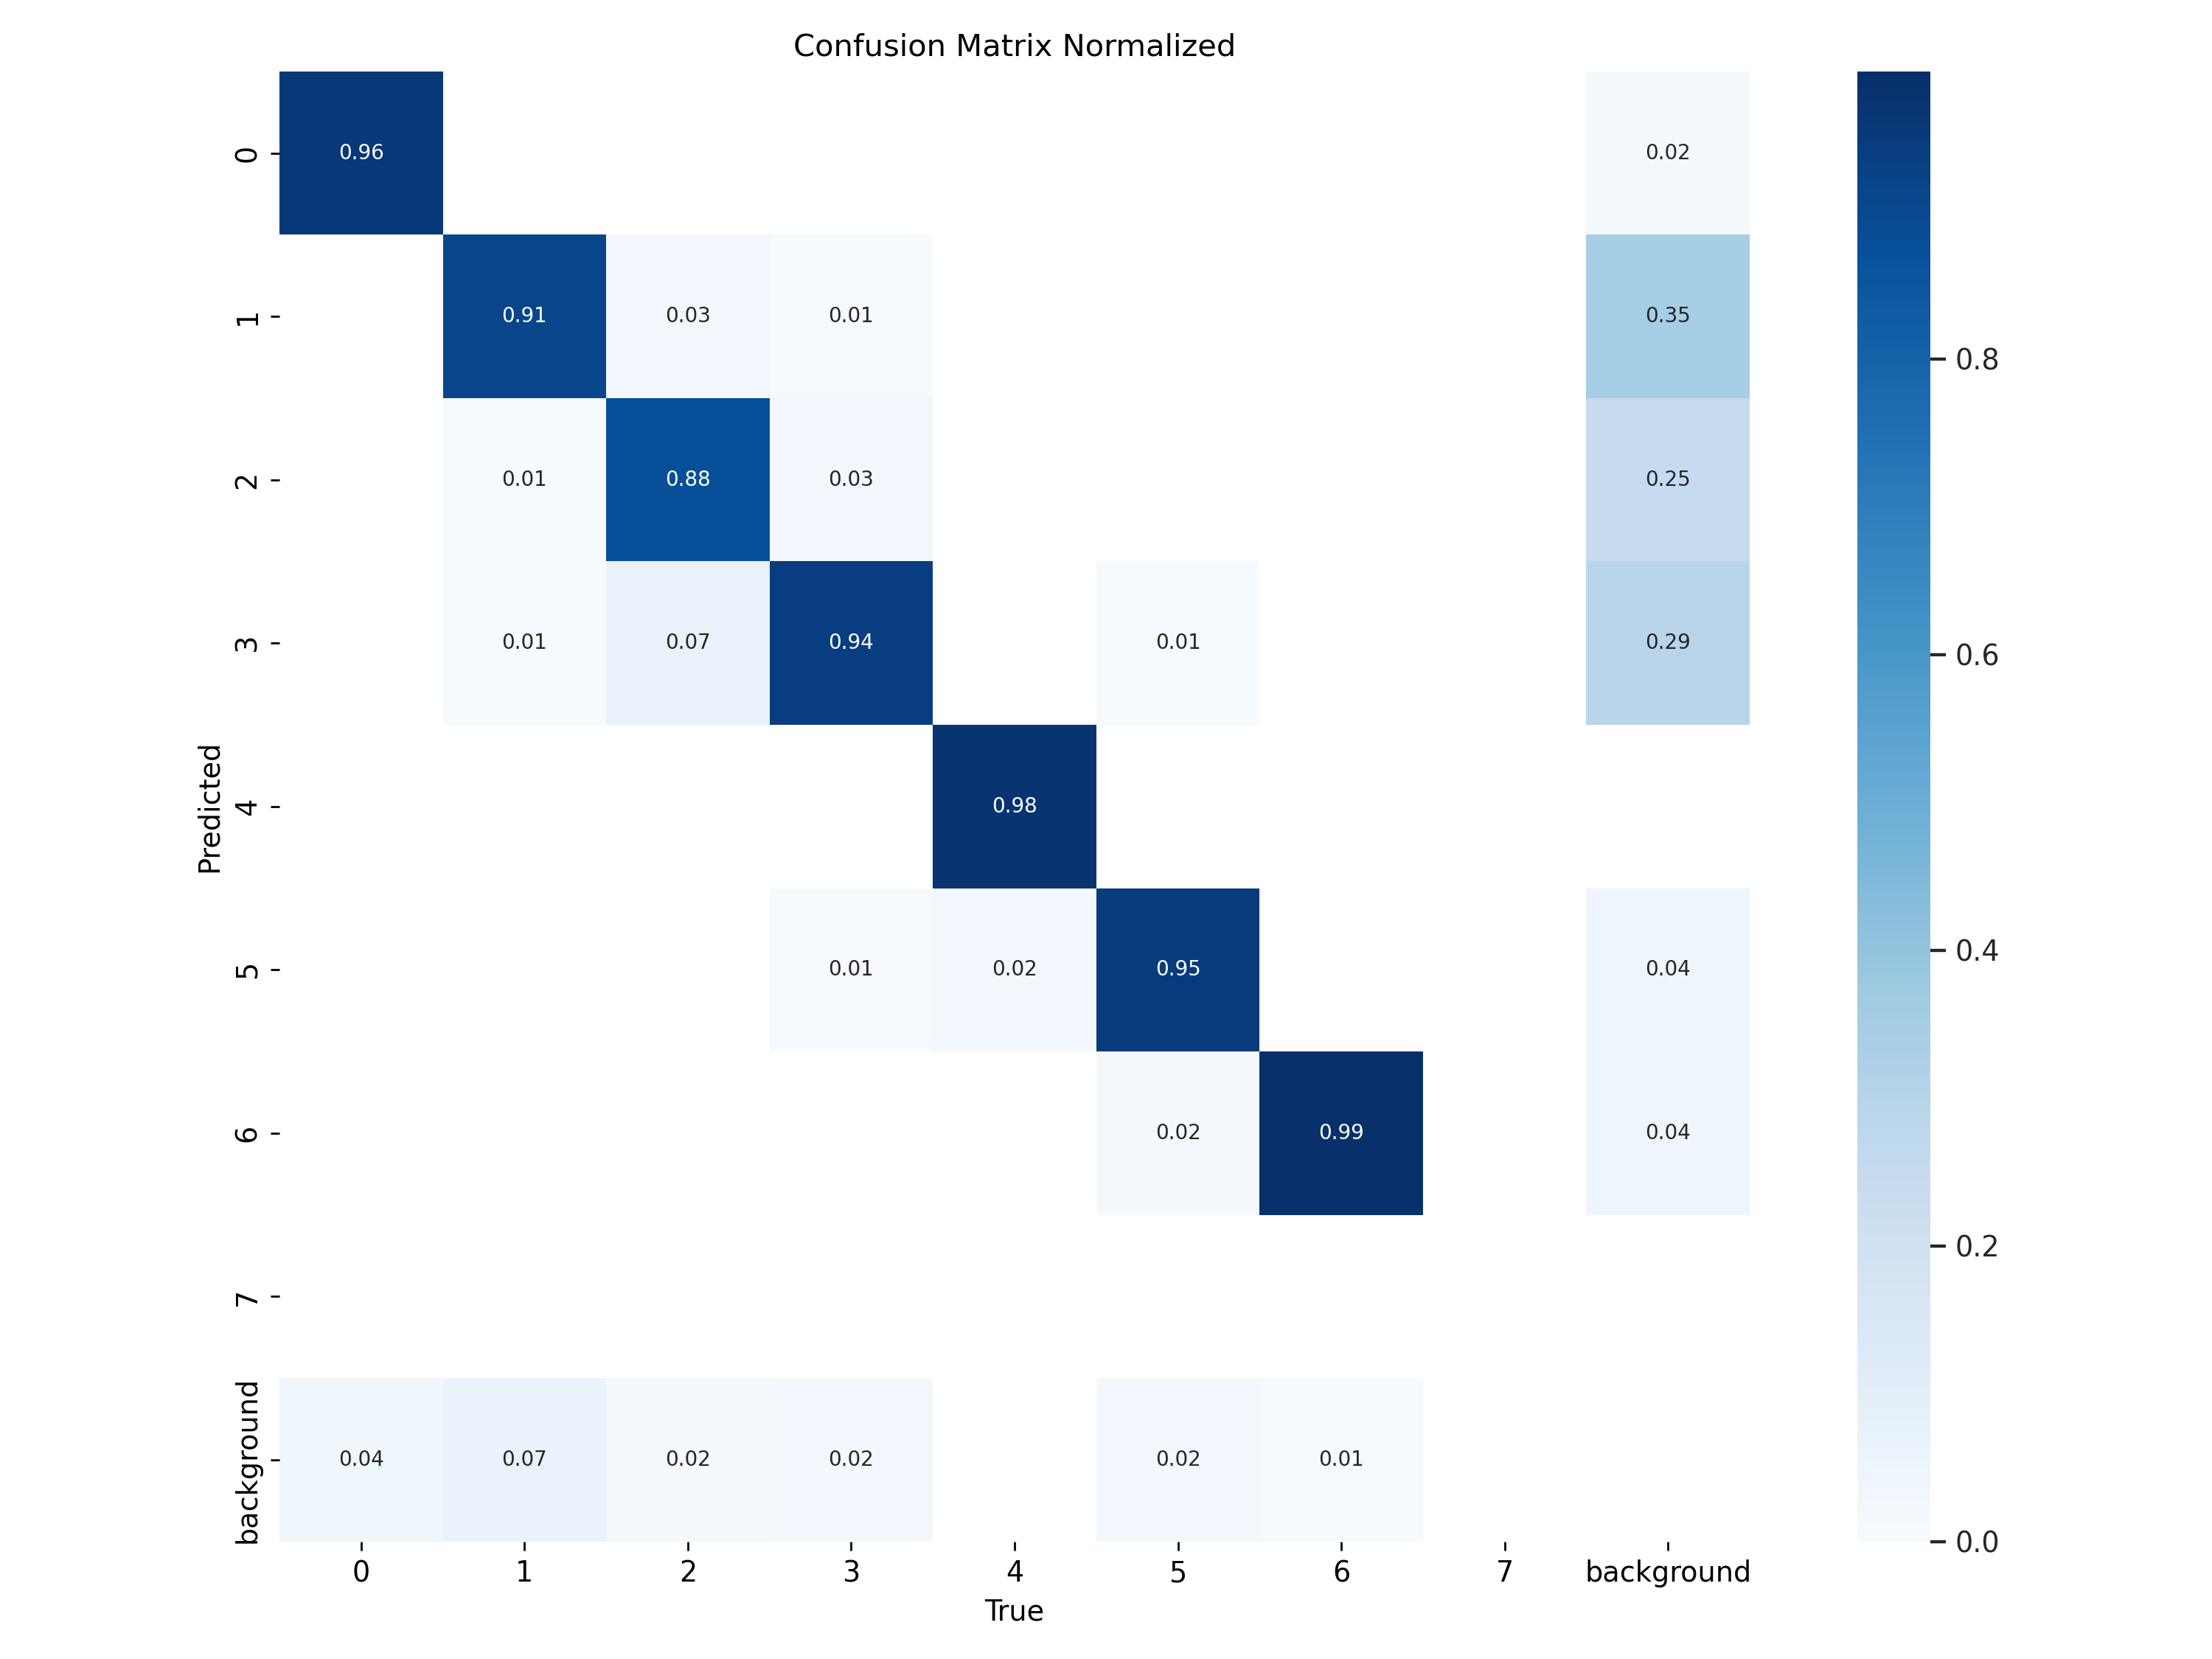 Confusion Matrix Normalized
0 0.96 0.02
1 0.91 0.03 0.01 0.35
2 0.01 0.88 0.03 0.25
3 0.01 0.07 0.94 0.01 0.29
4 0.98
5 0.01 0.02 0.95 0.04
6 0.02 0.99 0.04
7
background 0.04 0.07 0.02 0.02 0.02 0.01
Predicted
0 1 2 3 4 5 6 7 background
True
0.8
0.6
0.4
0.2
0.0